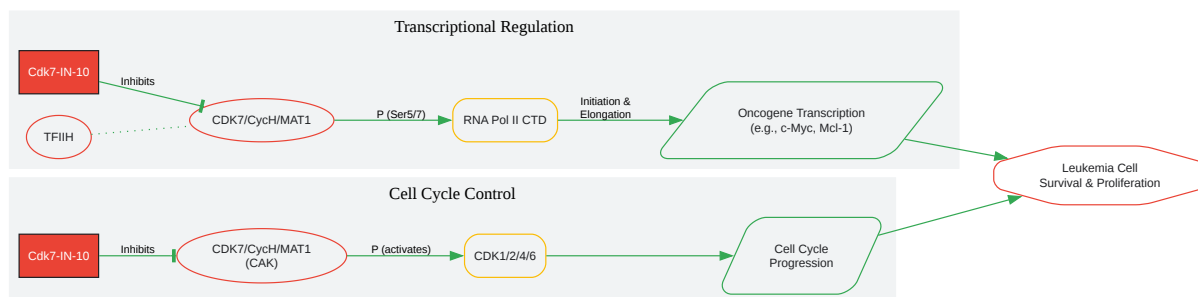 Transcriptional Regulation
Cdk7-IN-10
Inhibits
TFIIH
CDK7/CycH/MAT1
P (Ser5/7)
RNA Pol II CTD
Initiation &
Elongation
Oncogene Transcription
(e.g., c-Myc, Mcl-1)
Leukemia Cell
Survival & Proliferation
Cell Cycle Control
Cdk7-IN-10
Inhibits
CDK7/CycH/MAT1
(CAK)
P (activates)
CDK1/2/4/6
Cell Cycle
Progression